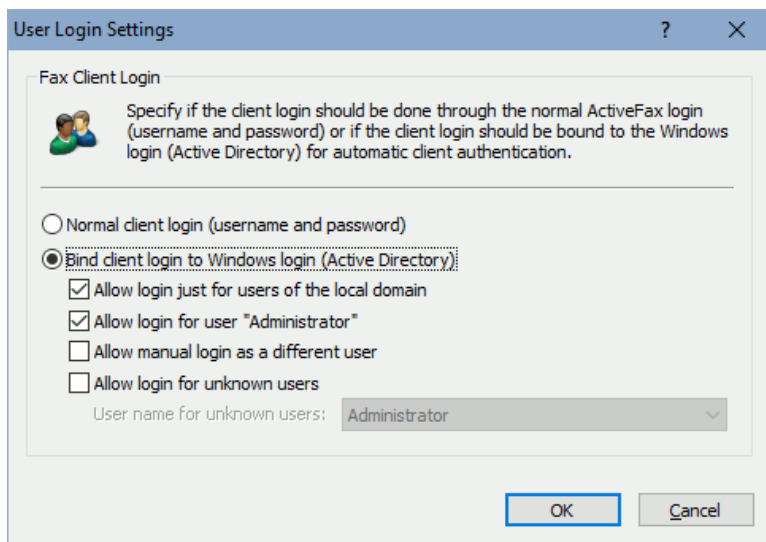 User Login Settings
?
Fax Client Login
Specify if the client login should be done through the normal ActiveFax login
(username and password) or if the client login should be bound to the Windows
login (Active Directory) for automatic client authentication.
Normal client login (username and password)
Bind client login to Windows login (Active Directory)
Allow login just for users of the local domain
Allow login for user "Administrator"
Allow manual login as a different user
Allow login for unknown users
User name for unknown users: Administrator
OK Cancel